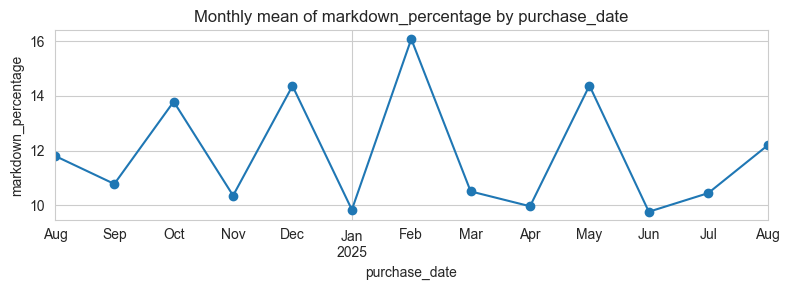 Monthly mean of markdown_percentage by purchase_date
markdown_percentage
16
14
12
10
Aug Sep Oct Nov Dec Jan Feb Mar Apr May Jun Jul Aug
2025
purchase_date